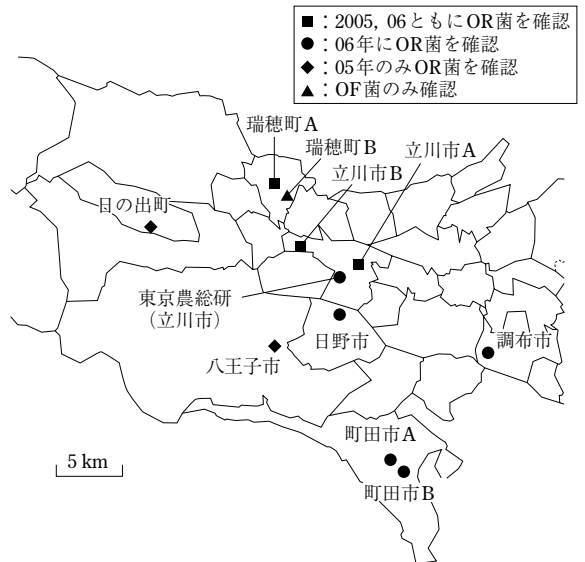 ■：2005, 06ともにOR菌を確認
●：06年にOR菌を確認
◆：05年のみOR菌を確認
▲：OF菌のみ確認
瑞穂町A
瑞穂町B
立川市A
立川市B
日の出町
東京農総研
（立川市）
日野市
調布市
八王子市
町田市A
5 km
町田市B